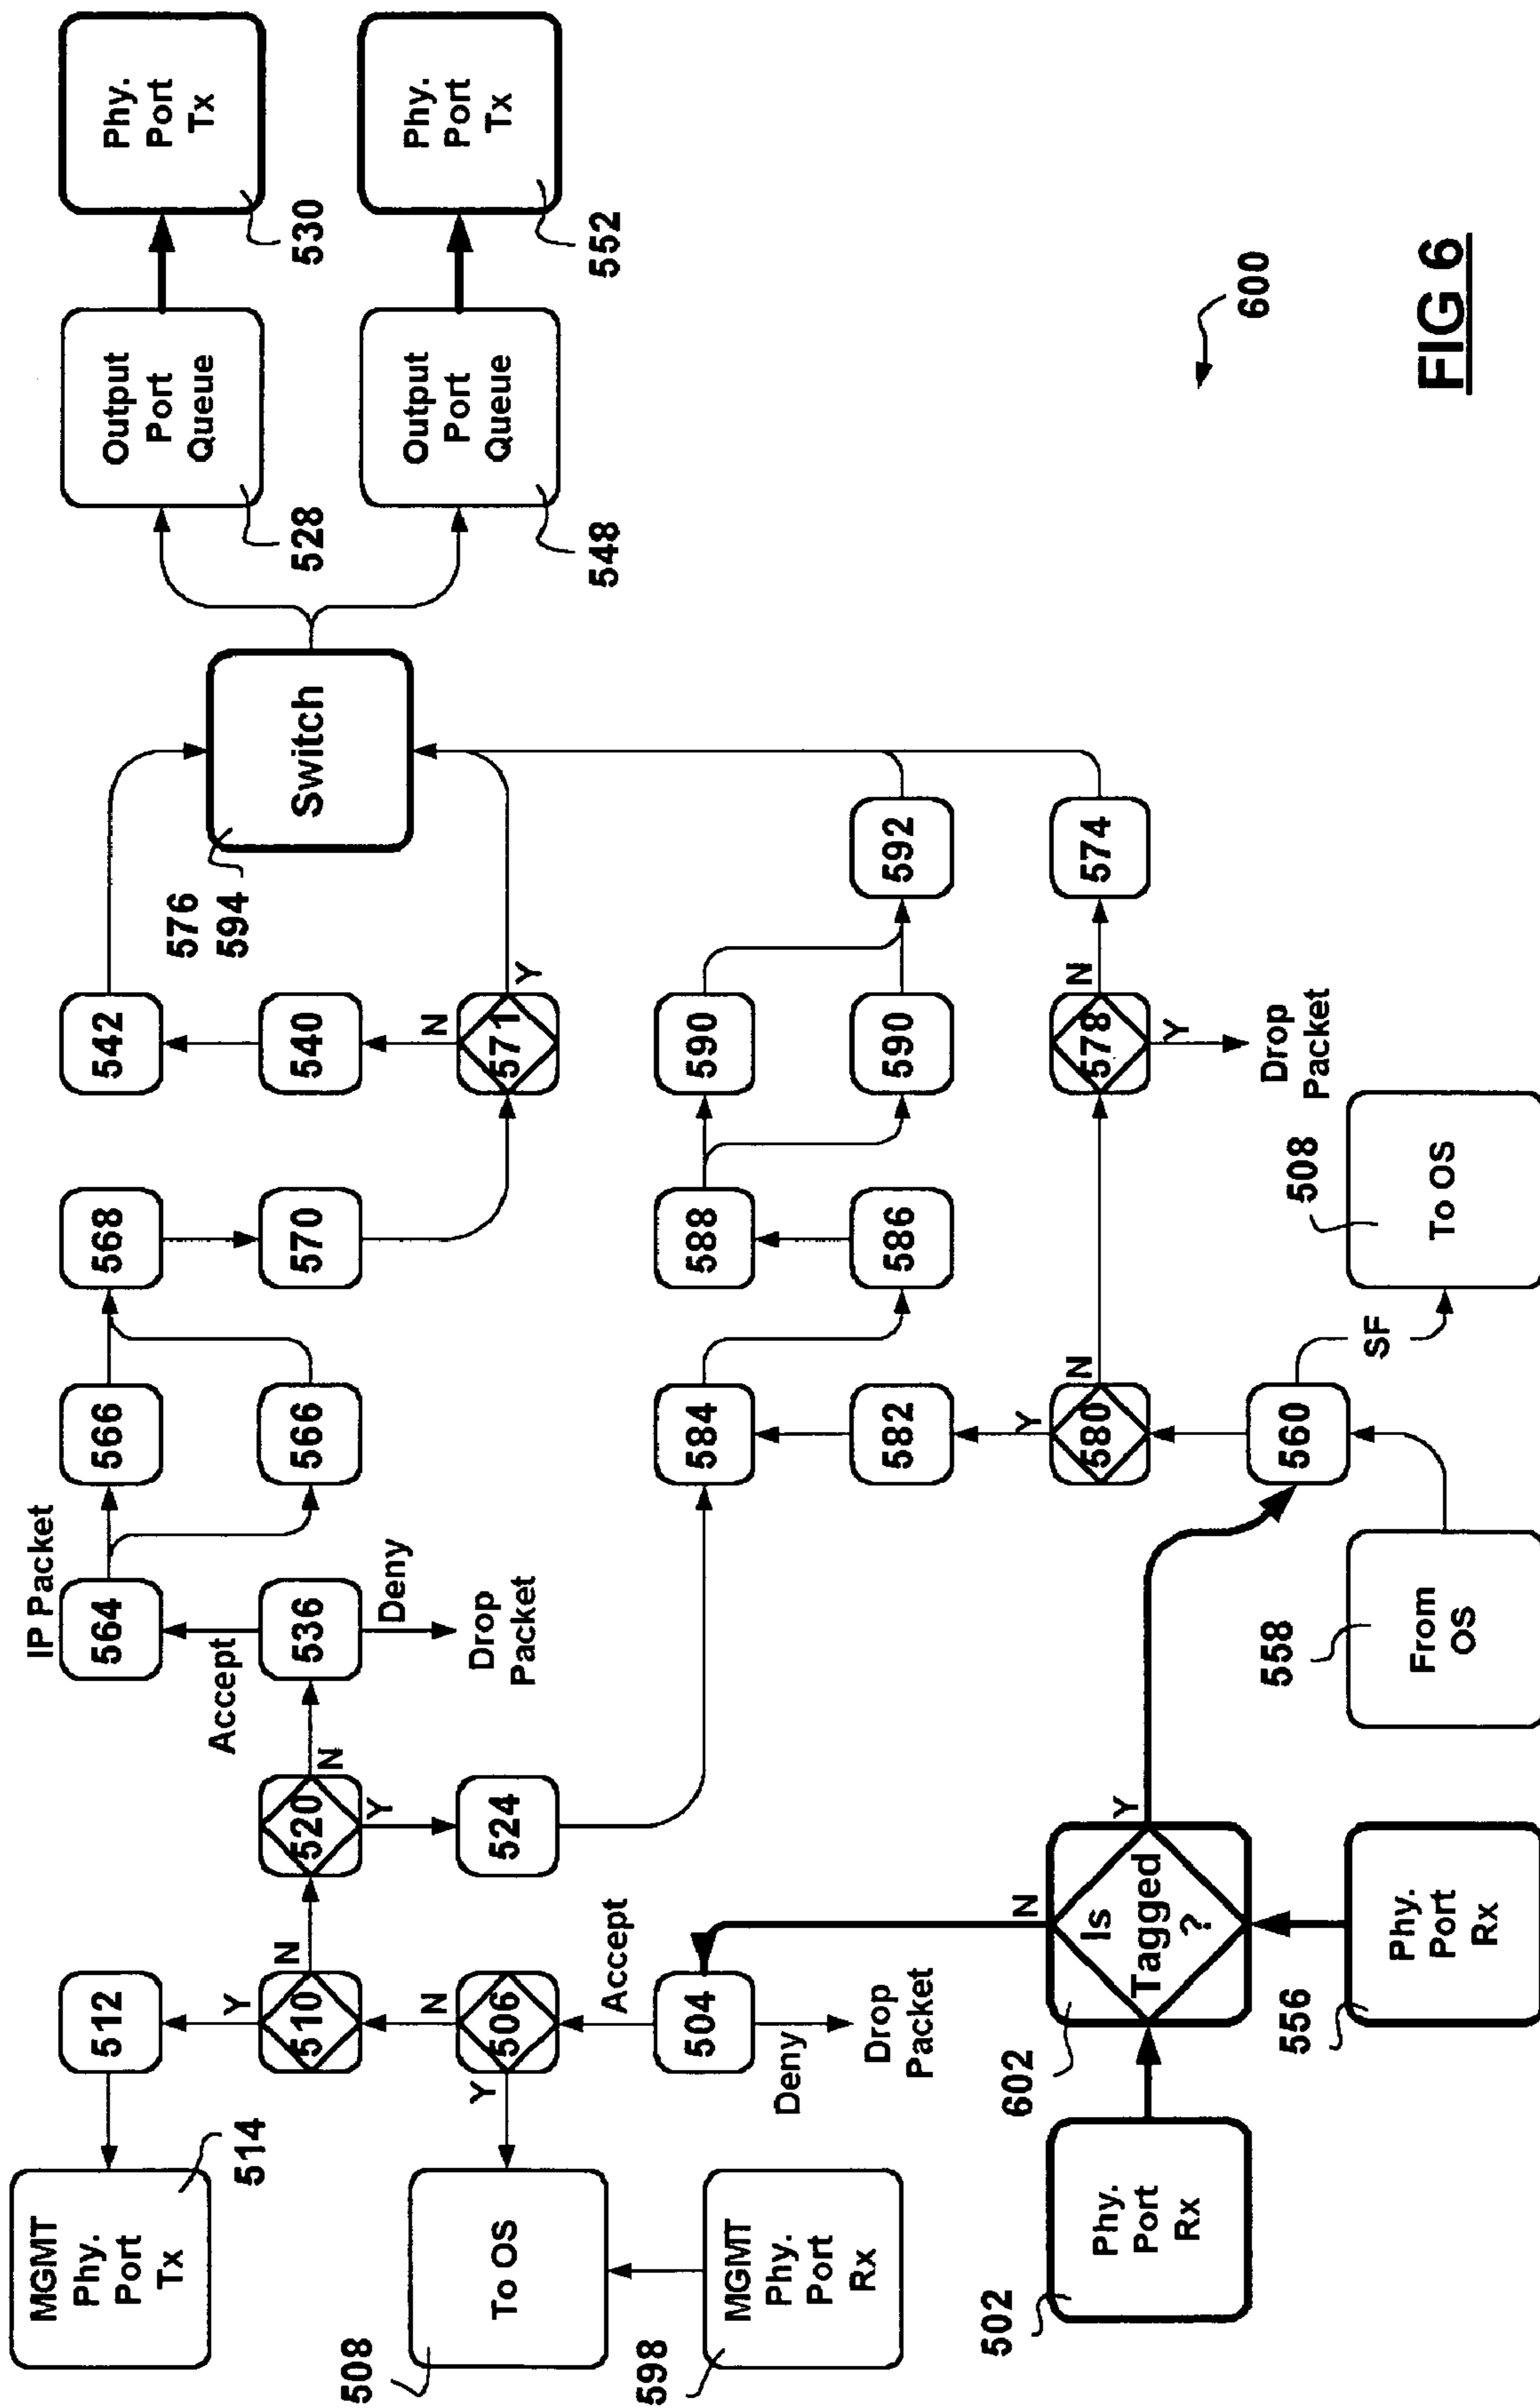 MGMT
Phy.
Port
Tx
514
512
Y
510
N
N
506
Y
To OS
508
MGMT
Phy.
Port
Rx
598
Accept
504
Deny
Drop
Packet
520
N
Y
524
536
Accept
Deny
Drop
Packet
IP Packet
564
566
566
568
570
571
N
Y
540
542
576
594
Switch
Output
Port
Queue
528
Output
Port
Queue
548
Phy.
Port
Tx
530
Phy.
Port
Tx
552
584
582
586
588
590
590
592
Y
580
N
578
N
Y
Drop
Packet
574
560
SF
To OS
508
From
OS
558
Is
Tagged
?
N
Y
602
Phy.
Port
Rx
502
Phy.
Port
Rx
556
600
FIG 6